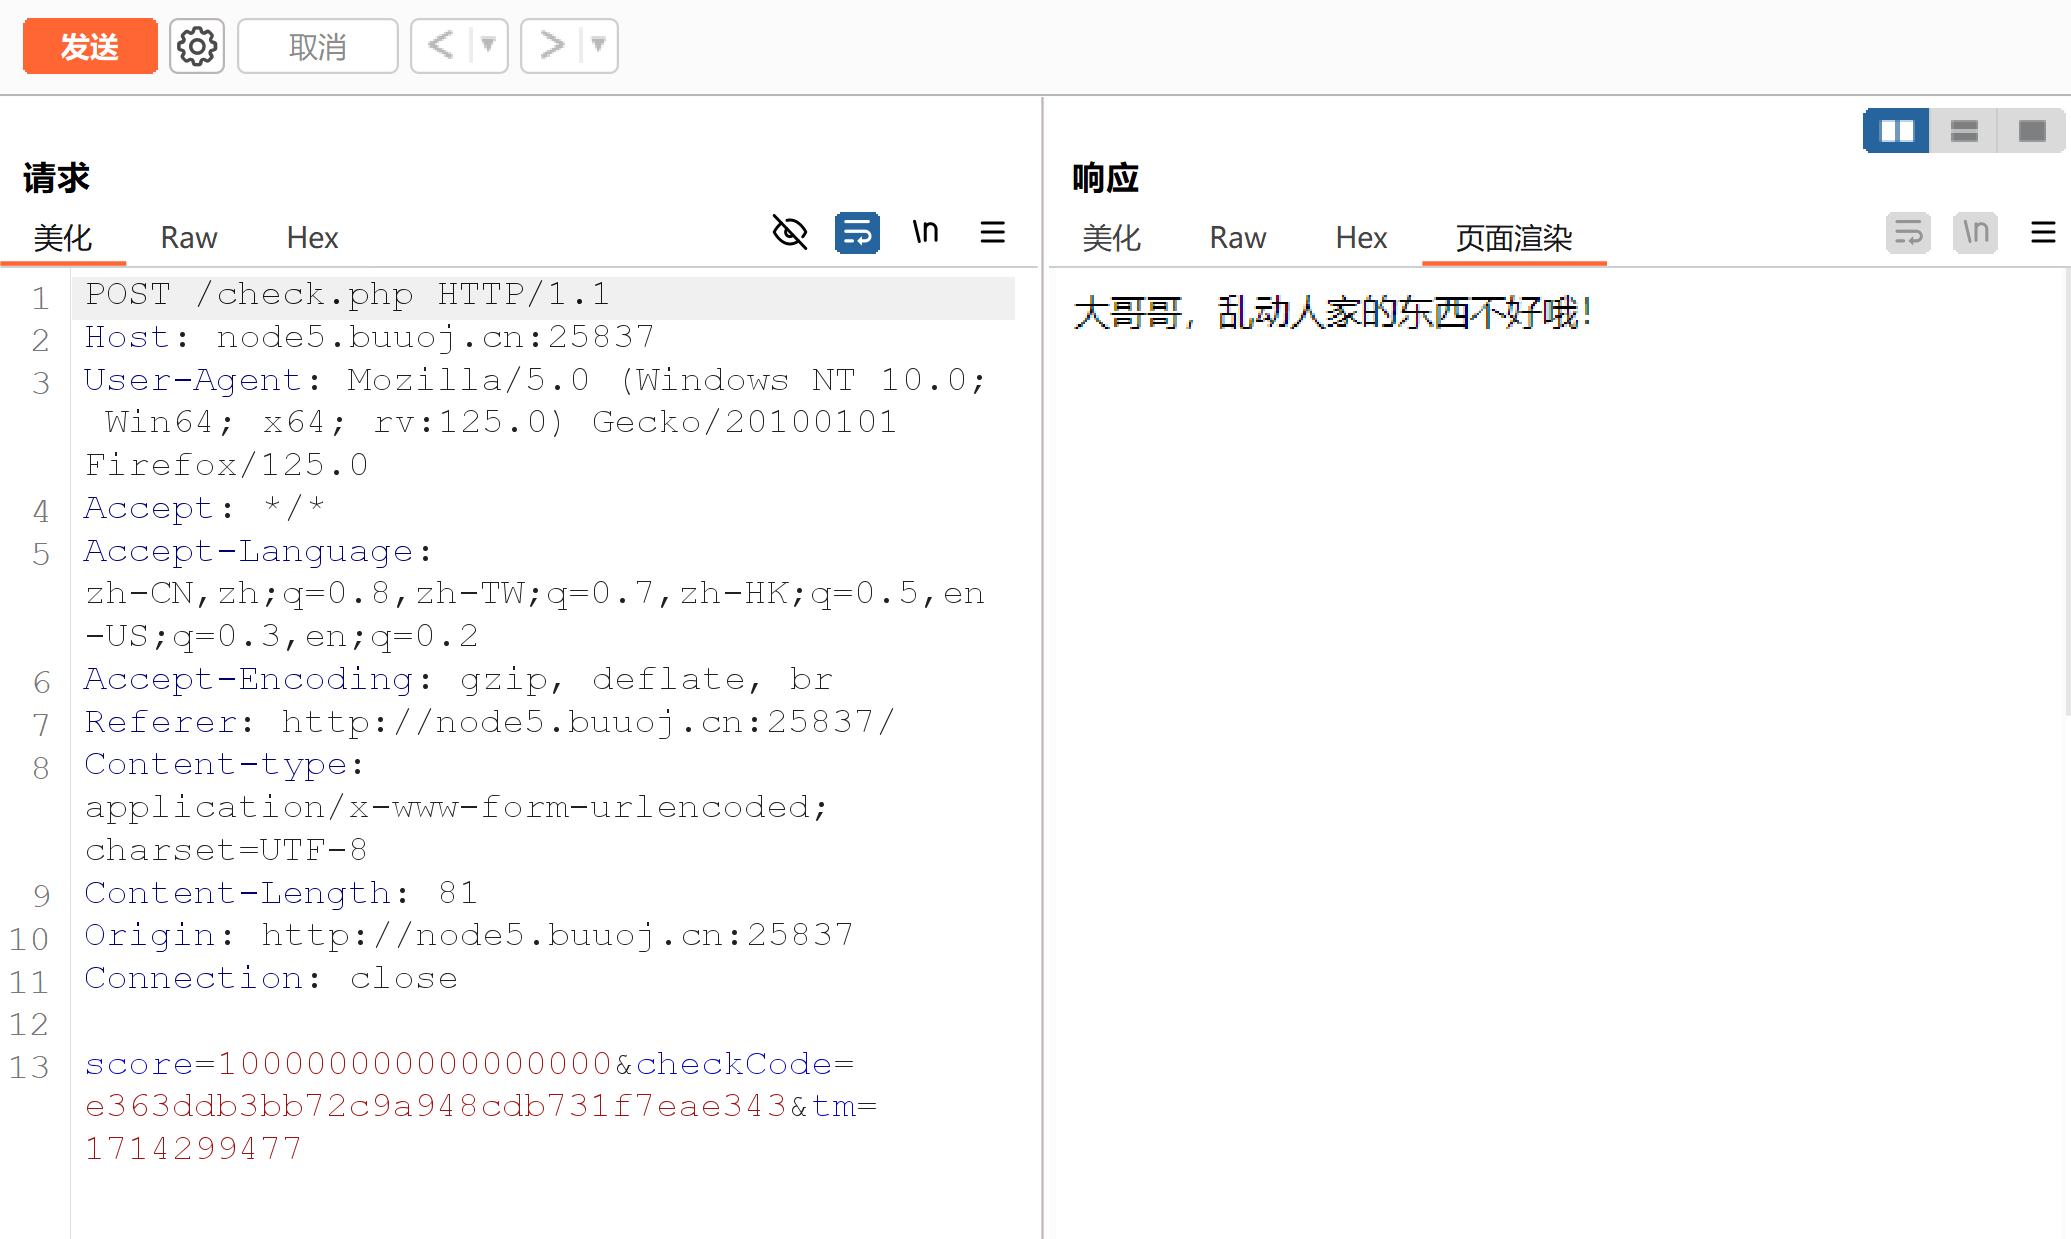 发送 取消 < >
请求
美化 Raw Hex \n
1 POST /check.php HTTP/1.1
2 Host: node5.buuoj.cn:25837
3 User-Agent: Mozilla/5.0 (Windows NT 10.0;
Win64; x64; rv:125.0) Gecko/20100101
Firefox/125.0
4 Accept: */*
5 Accept-Language:
zh-CN,zh;q=0.8,zh-TW;q=0.7,zh-HK;q=0.5,en
-US;q=0.3,en;q=0.2
6 Accept-Encoding: gzip, deflate, br
7 Referer: http://node5.buuoj.cn:25837/
8 Content-type:
application/x-www-form-urlencoded;
charset=UTF-8
9 Content-Length: 81
10 Origin: http://node5.buuoj.cn:25837
11 Connection: close
12
13 score=100000000000000000&checkCode=
e363ddb3bb72c9a948cdb731f7eae343&tm=
1714299477
响应
美化 Raw Hex 页面渲染 \n
大哥哥，乱动人家的东西不好哦！